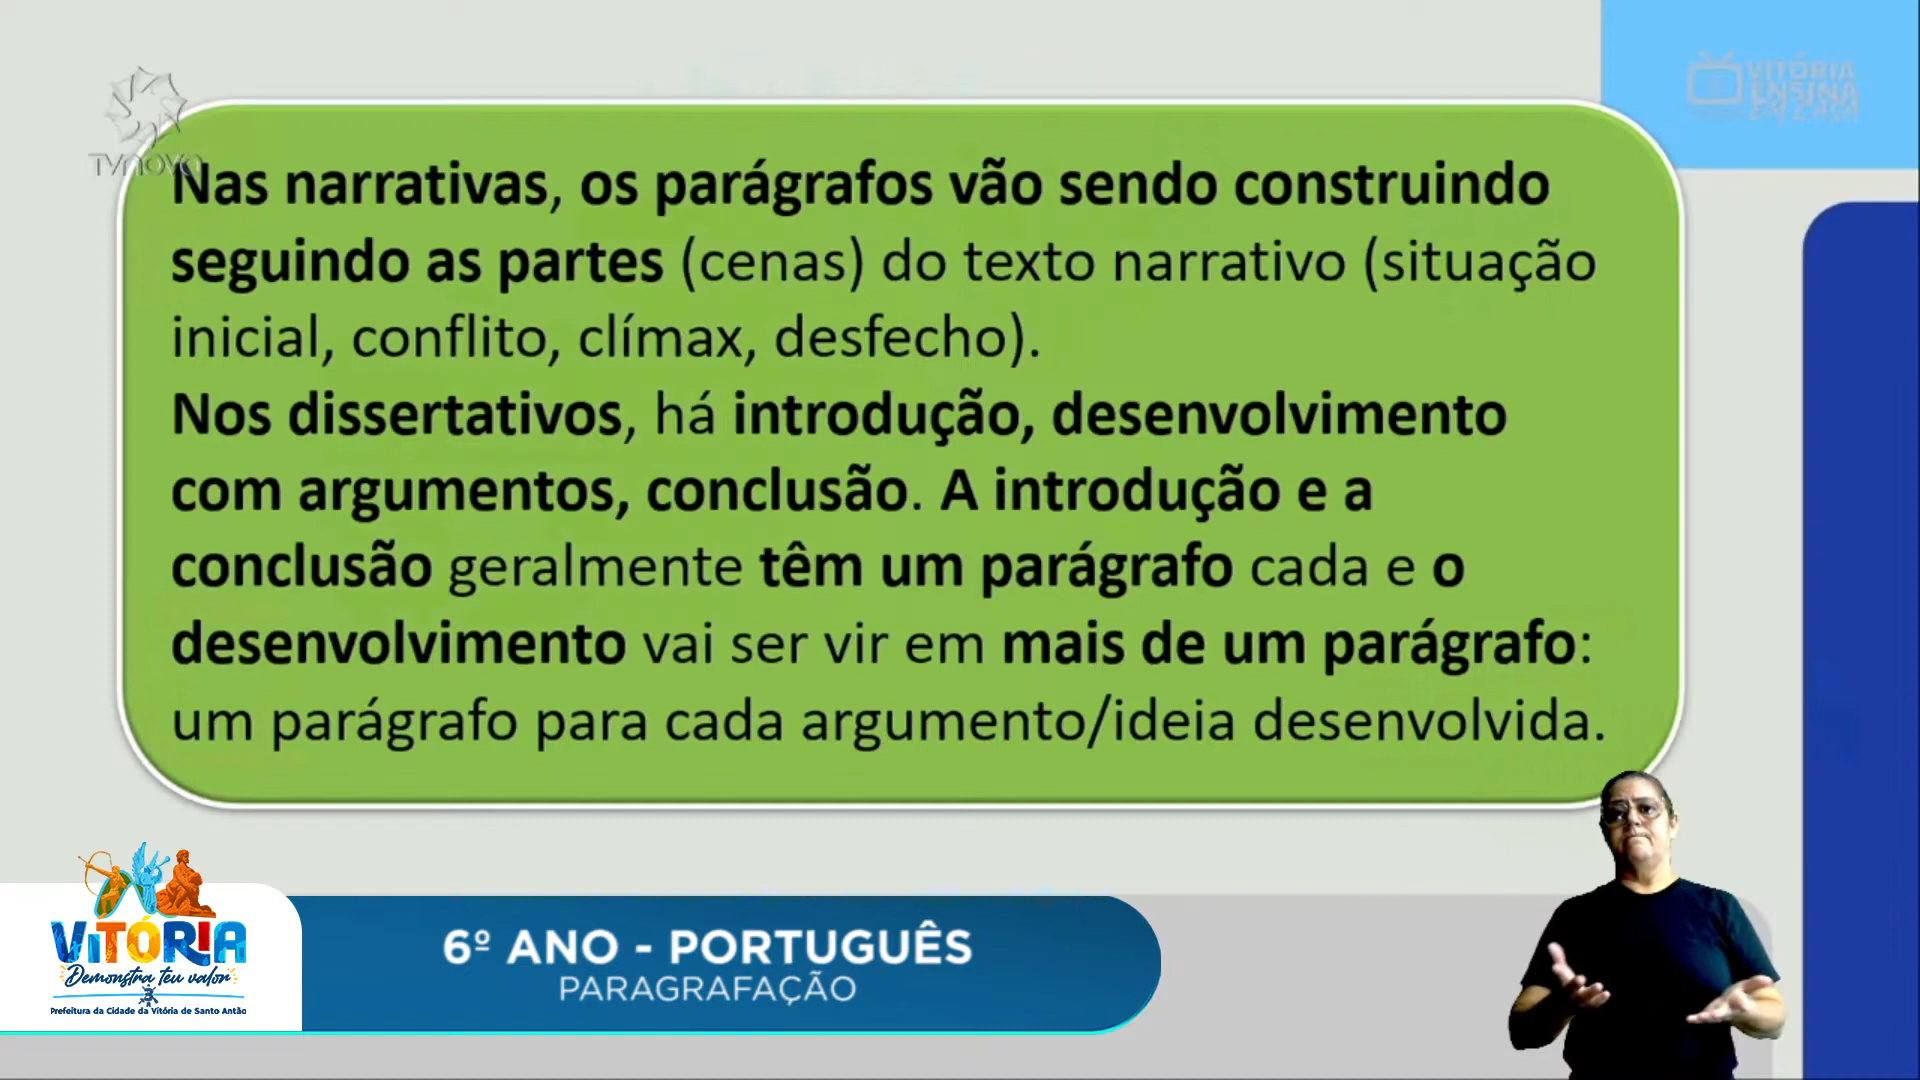 TVNOVA
VITÓRIA
ENSINA
EM CASA
Nas narrativas, os parágrafos vão sendo construindo
seguindo as partes (cenas) do texto narrativo (situação
inicial, conflito, clímax, desfecho).
Nos dissertativos, há introdução, desenvolvimento
com argumentos, conclusão. A introdução e a
conclusão geralmente têm um parágrafo cada e o
desenvolvimento vai ser vir em mais de um parágrafo:
um parágrafo para cada argumento/ideia desenvolvida.
VITÓRIA
Demonstra teu valor
Prefeitura da Cidade da Vitória de Santo Antão
6º ANO - PORTUGUÊS
PARAGRAFAÇÃO